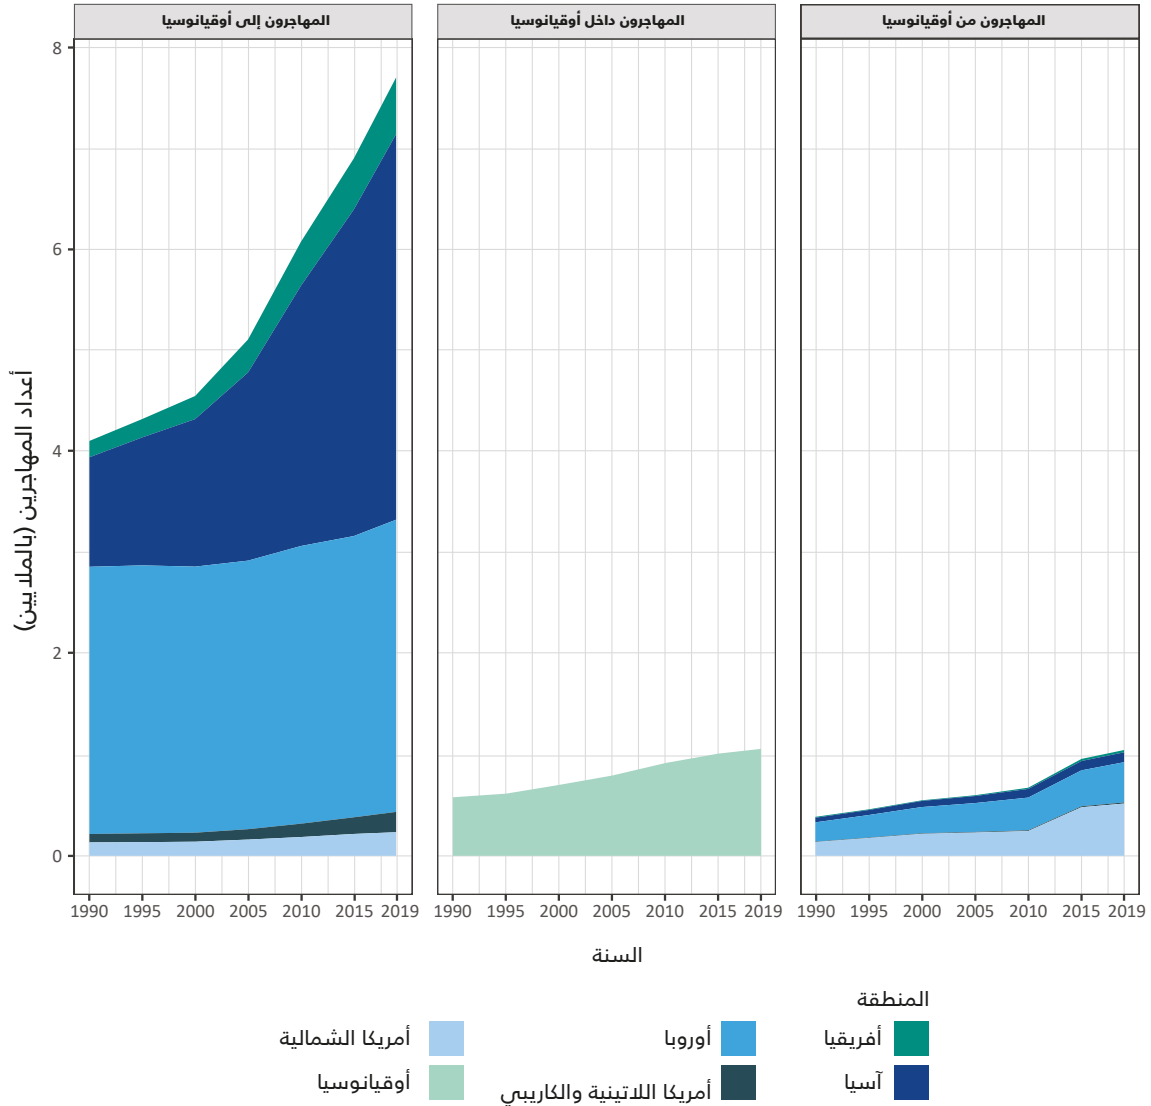 المهاجرون إلى أوقيانوسيا
المهاجرون داخل أوقيانوسيا
المهاجرون من أوقيانوسيا
أعداد المهاجرين (بالملايين)
8
6
4
2
0
1990 1995 2000 2005 2010 2015 2019
1990 1995 2000 2005 2010 2015 2019
1990 1995 2000 2005 2010 2015 2019
السنة
المنطقة
أفريقيا
أوروبا
أمريكا الشمالية
آسيا
أمريكا اللاتينية والكاريبي
أوقيانوسيا